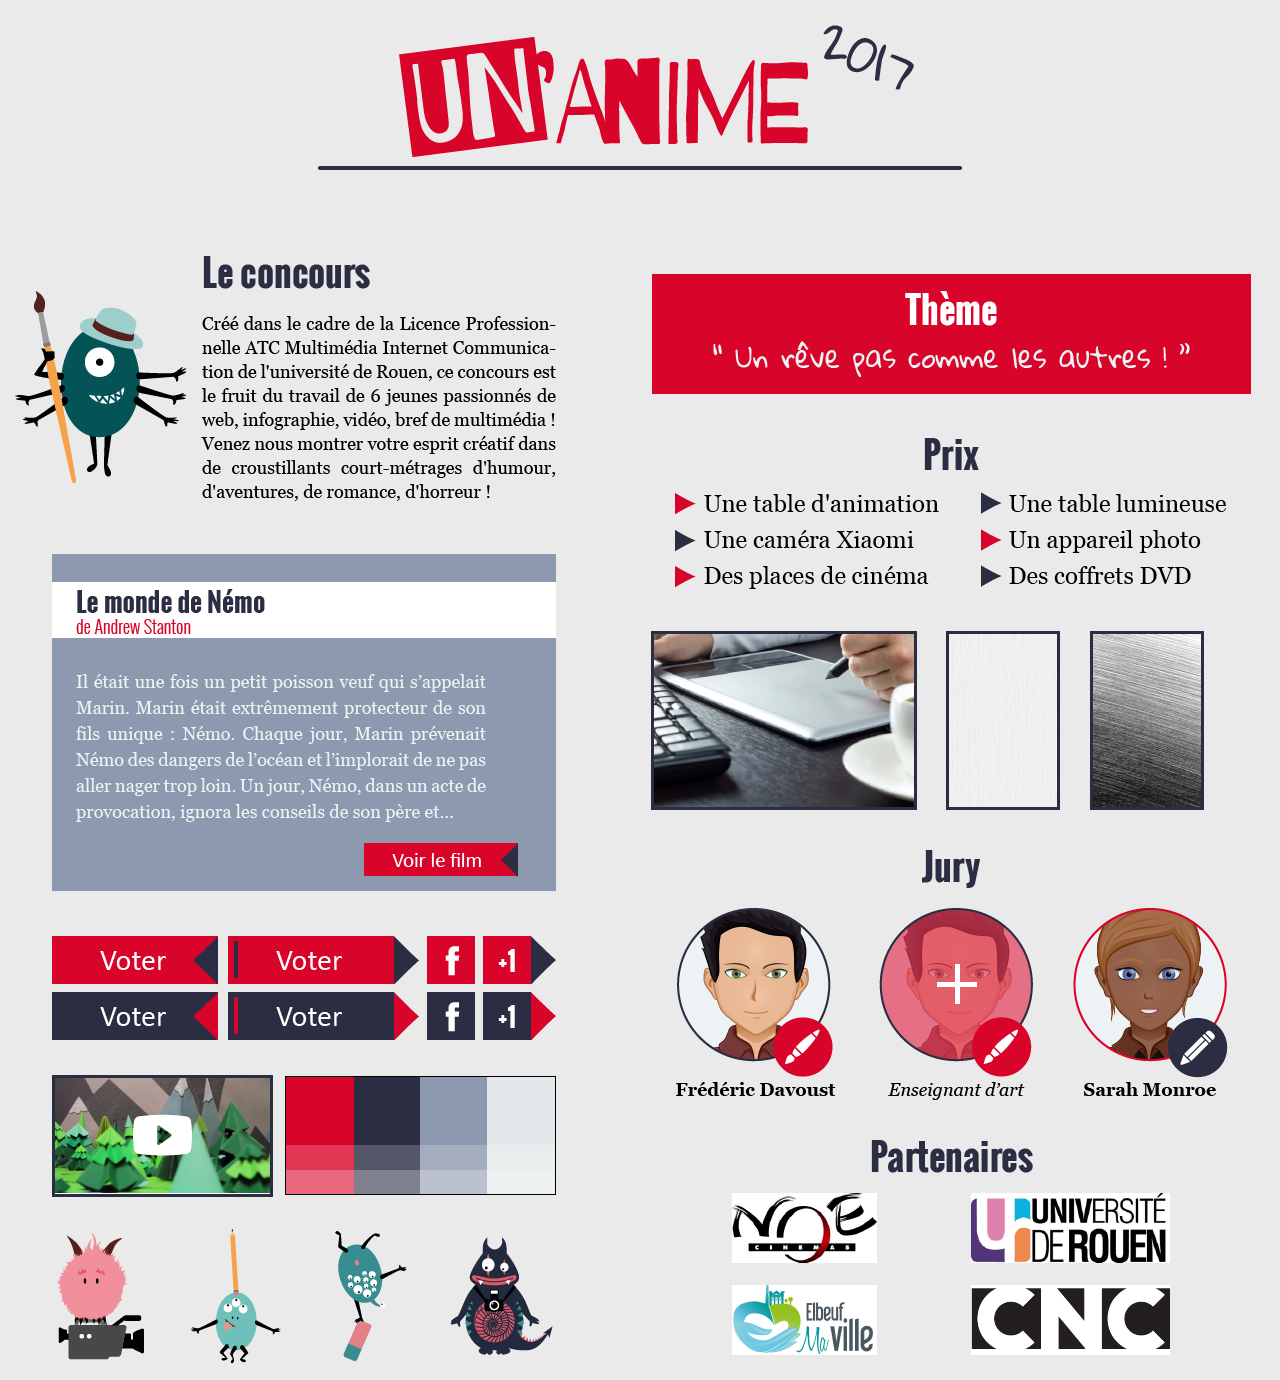 UN'ANIME 2017
Le concours
Créé dans le cadre de la Licence Profession-
nelle ATC Multimédia Internet Communica-
tion de l'université de Rouen, ce concours est
le fruit du travail de 6 jeunes passionnés de
web, infographie, vidéo, bref de multimédia !
Venez nous montrer votre esprit créatif dans
de croustillants court-métrages d'humour,
d'aventures, de romance, d'horreur !
Le monde de Némo
de Andrew Stanton
Il était une fois un petit poisson veuf qui s’appelait
Marin. Marin était extrêmement protecteur de son
fils unique : Némo. Chaque jour, Marin prévenait
Némo des dangers de l’océan et l’implorait de ne pas
aller nager trop loin. Un jour, Némo, dans un acte de
provocation, ignora les conseils de son père et...
Voir le film
Voter
Voter
f
+1
Voter
Voter
f
+1
Thème
“ Un rêve pas comme les autres ! ”
Prix
Une table d'animation
Une table lumineuse
Une caméra Xiaomi
Un appareil photo
Des places de cinéma
Des coffrets DVD
Jury
Frédéric Davoust
Enseignant d’art
Sarah Monroe
Partenaires
NOE
CINEMAS
UNIVERSITÉ
DE ROUEN
Elbeuf
Ma ville
CNC